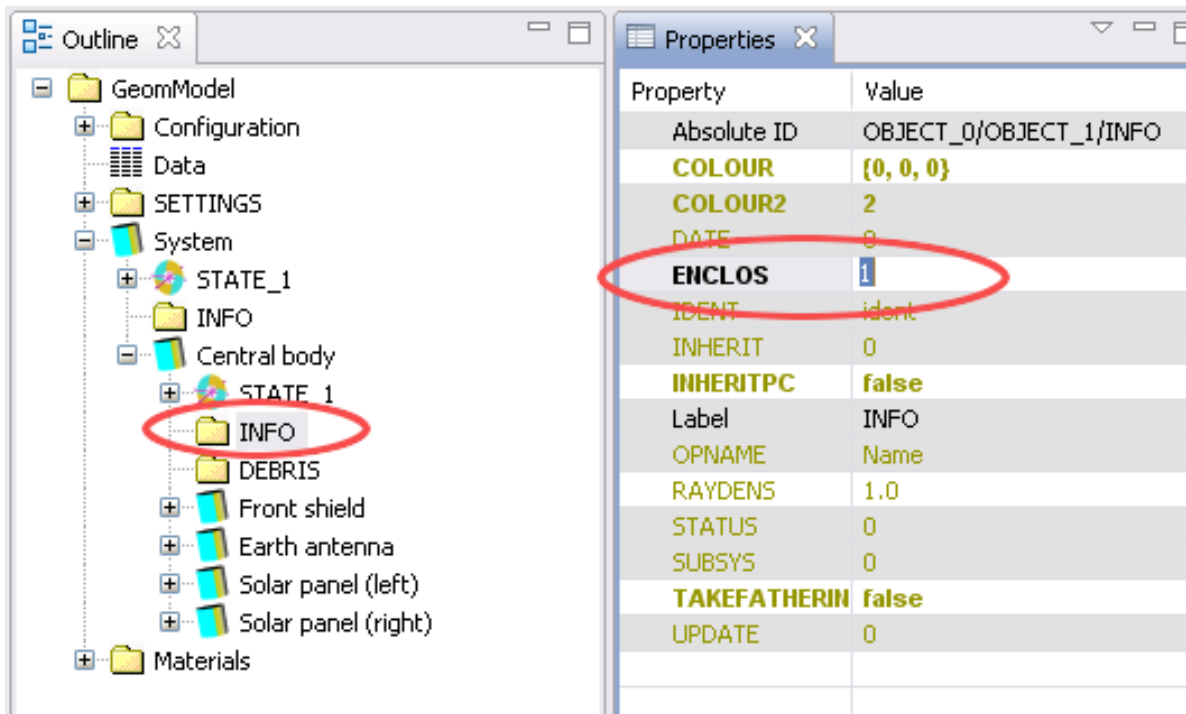 Outline
GeomModel
Configuration
Data
SETTINGS
System
STATE_1
INFO
Central body
STATE_1
INFO
DEBRIS
Front shield
Earth antenna
Solar panel (left)
Solar panel (right)
Materials
Properties
Property Value
Absolute ID OBJECT_0/OBJECT_1/INFO
COLOUR {0, 0, 0}
COLOUR2 2
DATE 0
ENCLOS 1
IDENT ident
INHERIT 0
INHERITPC false
Label INFO
OPNAME Name
RAYDENS 1.0
STATUS 0
SUBSYS 0
TAKEFATHERIN false
UPDATE 0